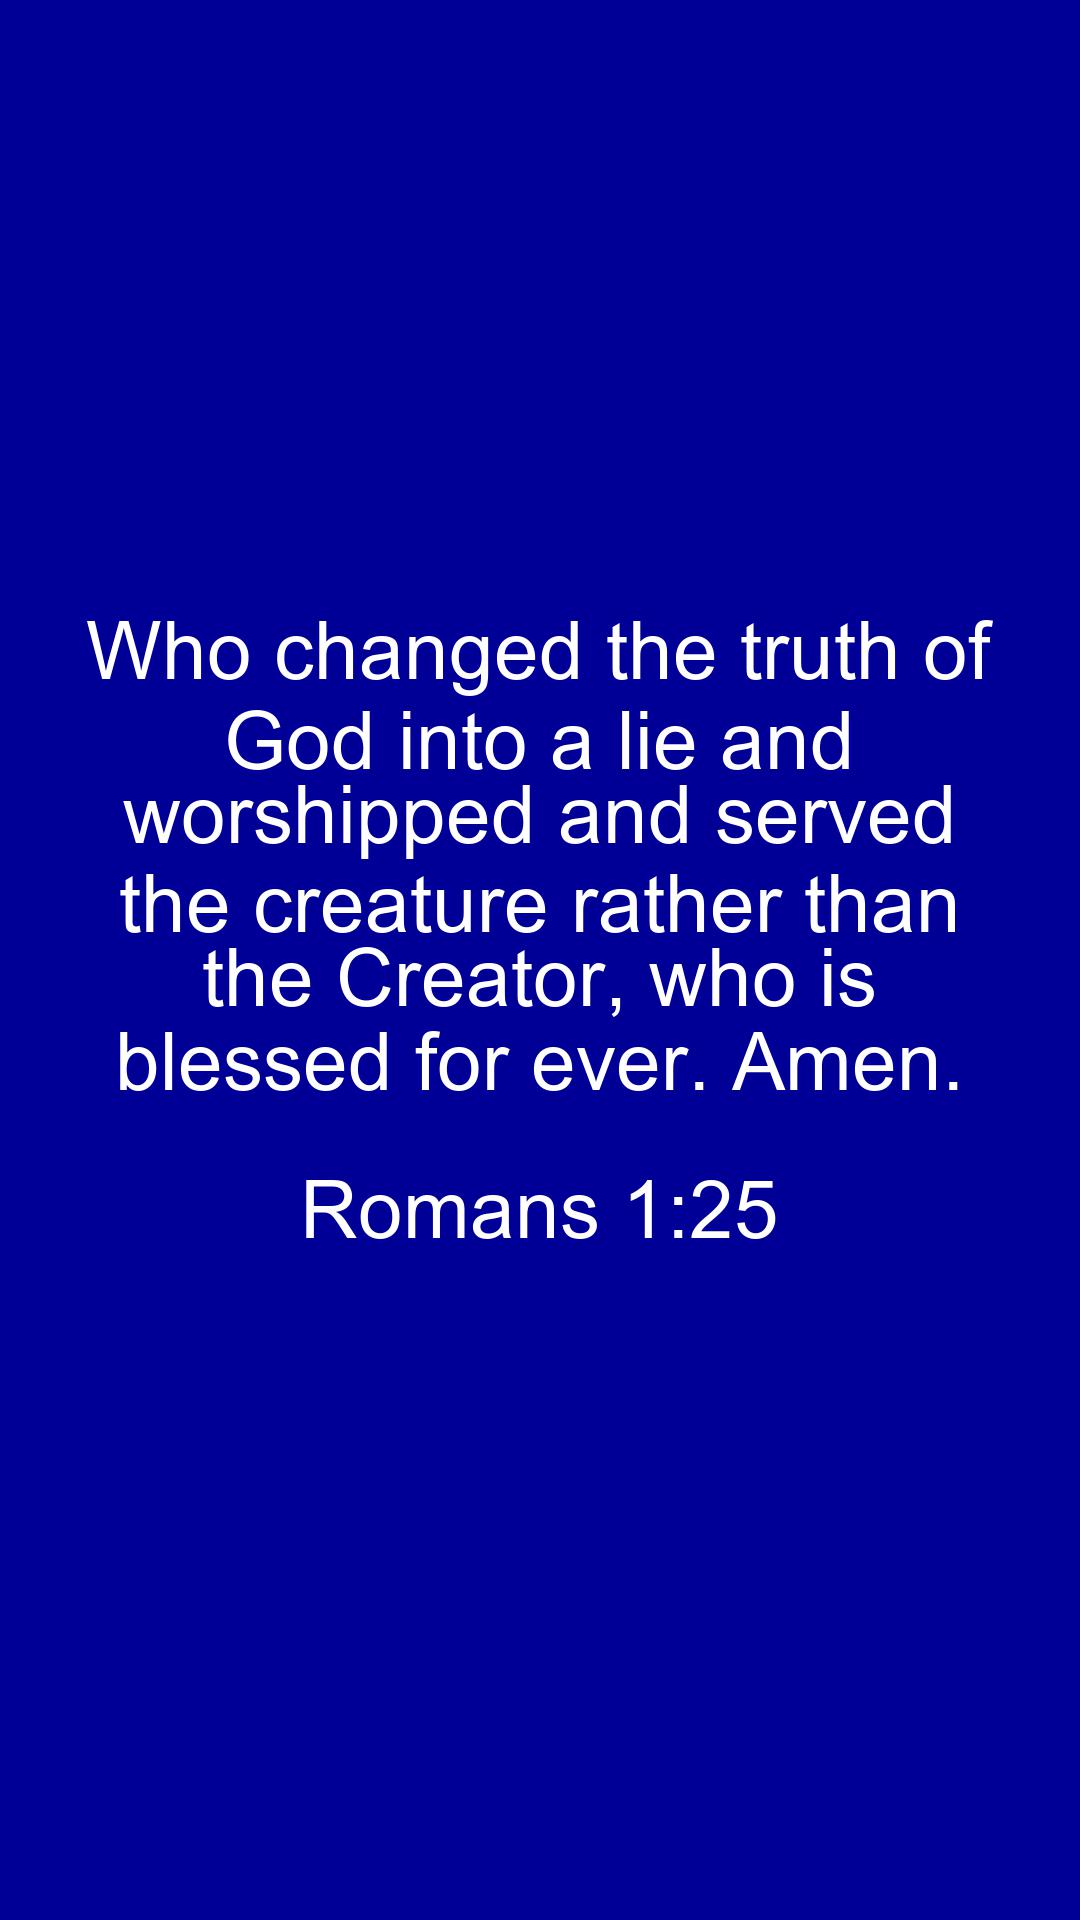 Who changed the truth of
God into a lie and
worshipped and served
the creature rather than
the Creator, who is
blessed for ever. Amen.
Romans 1:25